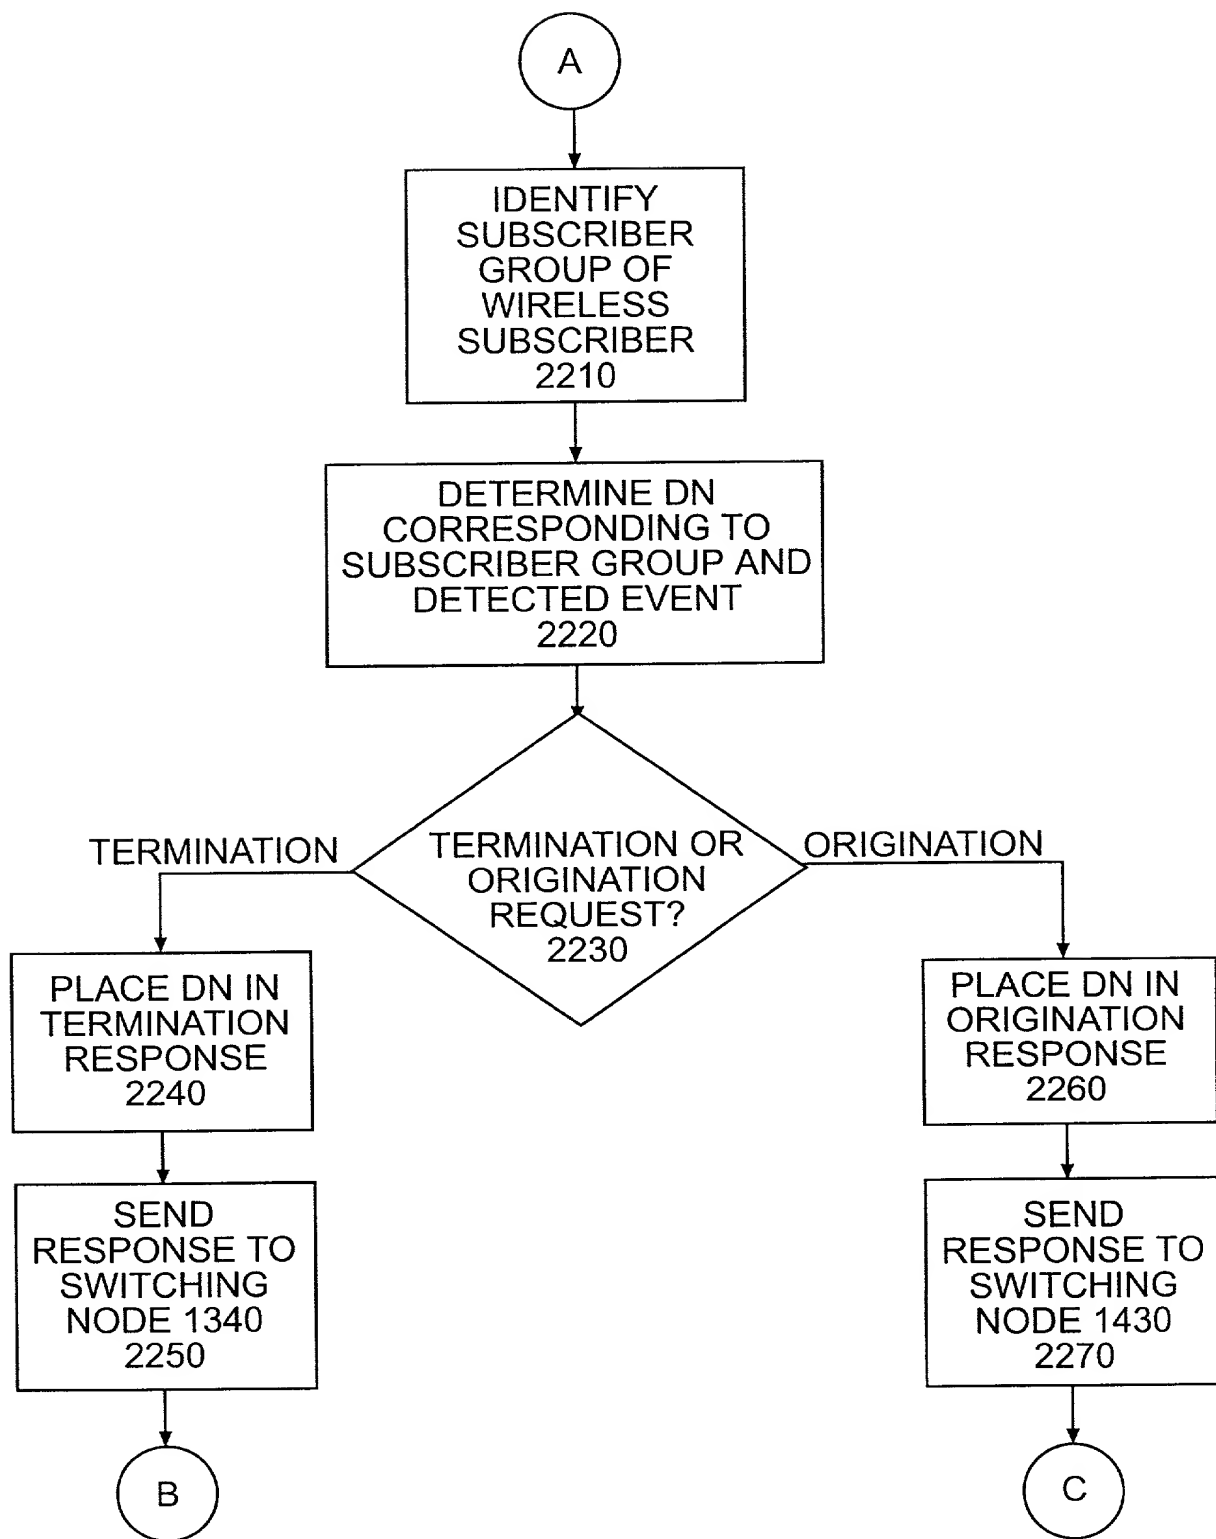 A
IDENTIFY
SUBSCRIBER
GROUP OF
WIRELESS
SUBSCRIBER
2210
DETERMINE DN
CORRESPONDING TO
SUBSCRIBER GROUP AND
DETECTED EVENT
2220
TERMINATION OR
ORIGINATION
REQUEST?
2230
TERMINATION
PLACE DN IN
TERMINATION
RESPONSE
2240
SEND
RESPONSE TO
SWITCHING
NODE 1340
2250
B
ORIGINATION
PLACE DN IN
ORIGINATION
RESPONSE
2260
SEND
RESPONSE TO
SWITCHING
NODE 1430
2270
C